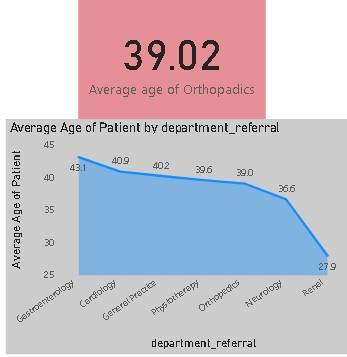 39.02
Average age of Orthopadics
Average Age of Patient by department_referral
Average Age of Patient
45
40
35
30
25
43.1
40.9
40.2
39.6
39.0
36.6
27.9
Gastroenterology
Cardiology
General Practice
Physiotherapy
Orthopedics
Neurology
Renal
department_referral